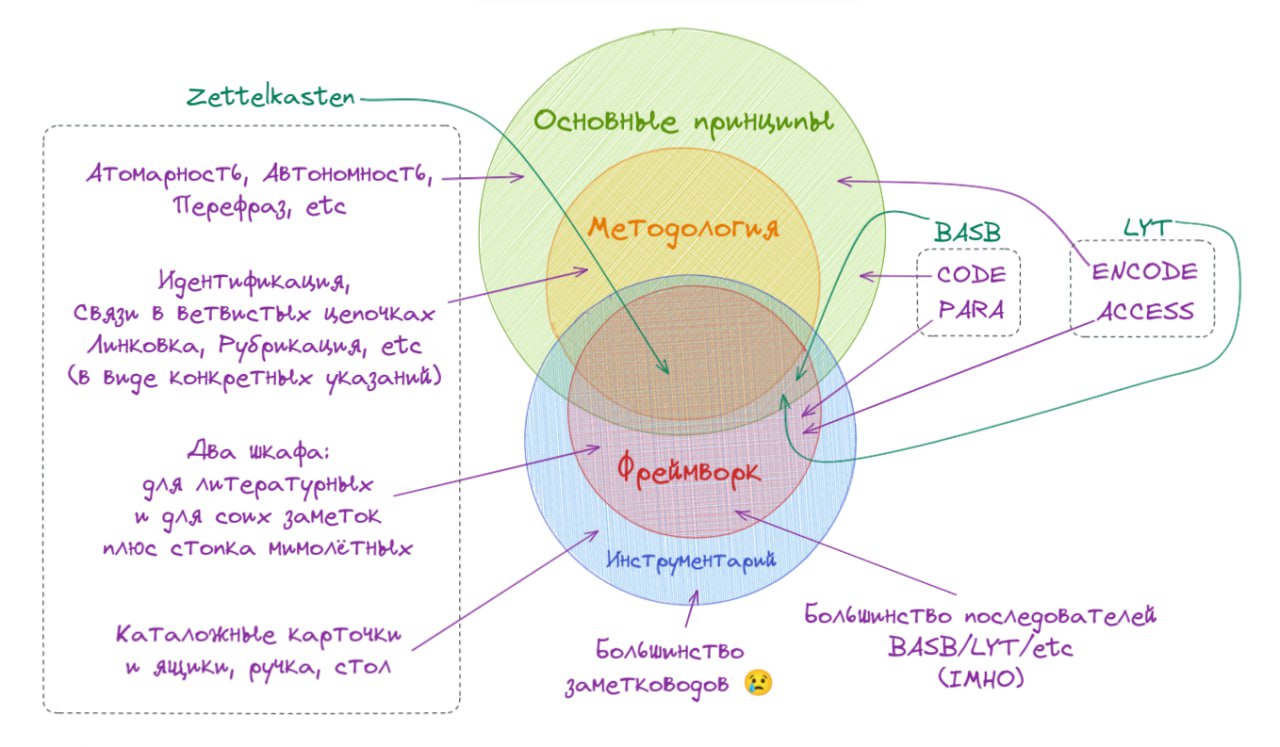 Zettelkasten
Атомарность, Автономность,
Перефраз, etc
Идентификация,
Связи в ветвистых цепочках
Линковка, Рубрикация, etc
(в виде конкретных указаний)
Два шкафа:
для литературных
и для соих заметок
плюс стопка мимолётных
Каталожные карточки
и ящики, ручка, стол
Основные принципы
Методология
Фреймворк
Инструментарий
BASB
CODE
PARA
LYT
ENCODE
ACCESS
Большинство
заметководов 😢
Большинство последователей
BASB/LYT/etc
(IMHO)